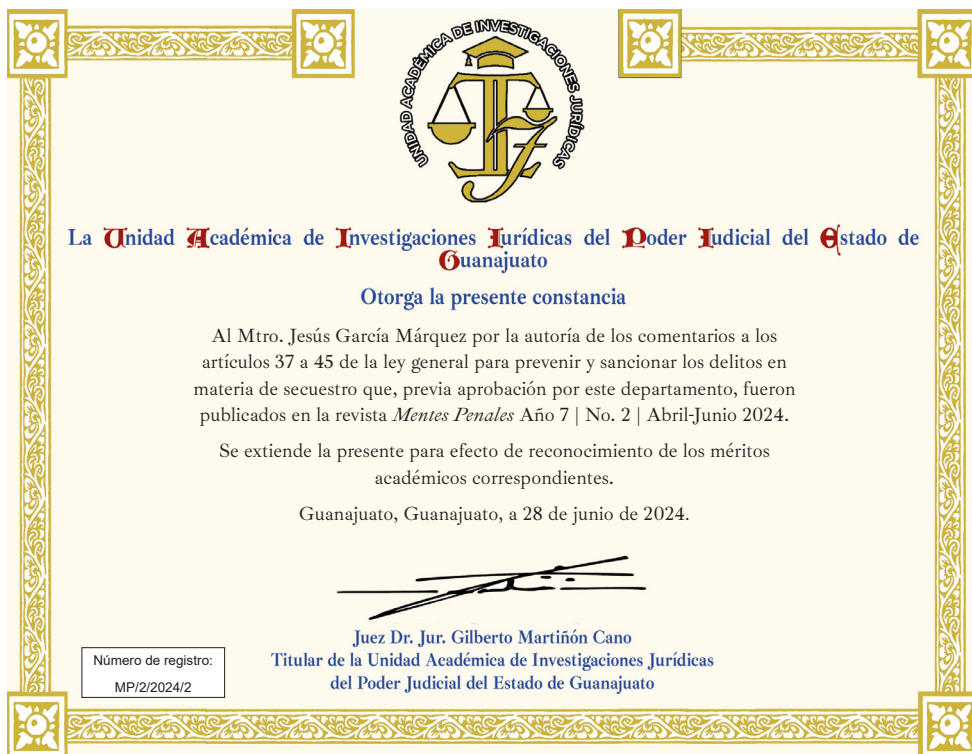 UNIDAD ACADÉMICA DE INVESTIGACIONES JURÍDICAS
La Unidad Académica de Investigaciones Jurídicas del Poder Judicial del Estado de
Guanajuato
Otorga la presente constancia
Al Mtro. Jesús García Márquez por la autoría de los comentarios a los
artículos 37 a 45 de la ley general para prevenir y sancionar los delitos en
materia de secuestro que, previa aprobación por este departamento, fueron
publicados en la revista Mentes Penales Año 7 | No. 2 | Abril-Junio 2024.
Se extiende la presente para efecto de reconocimiento de los méritos
académicos correspondientes.
Guanajuato, Guanajuato, a 28 de junio de 2024.
Juez Dr. Jur. Gilberto Martiñón Cano
Titular de la Unidad Académica de Investigaciones Jurídicas
del Poder Judicial del Estado de Guanajuato
Número de registro:
MP/2/2024/2